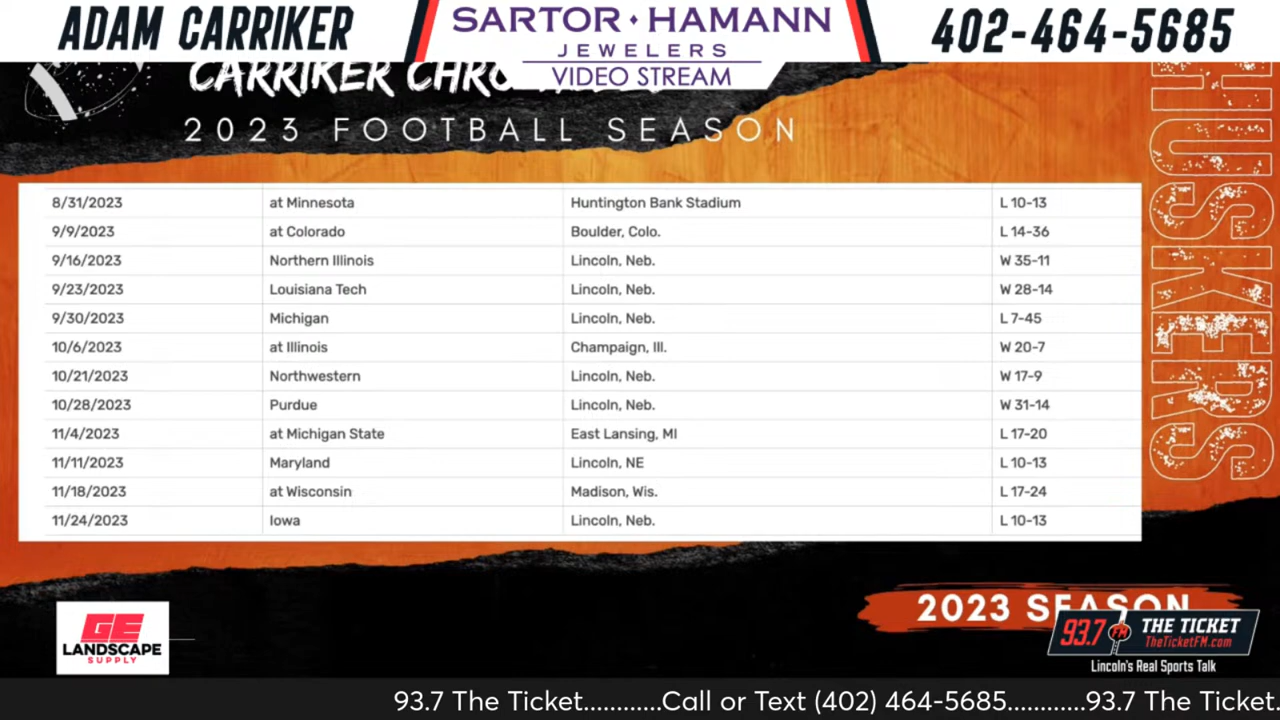 ADAM CARRIKER
SARTOR • HAMANN
JEWELERS
VIDEO STREAM
402-464-5685
CARRIKER CHRO
2023 FOOTBALL SEASON
HUSKERS
8/31/2023 at Minnesota Huntington Bank Stadium L 10-13
9/9/2023 at Colorado Boulder, Colo. L 14-36
9/16/2023 Northern Illinois Lincoln, Neb. W 35-11
9/23/2023 Louisiana Tech Lincoln, Neb. W 28-14
9/30/2023 Michigan Lincoln, Neb. L 7-45
10/6/2023 at Illinois Champaign, Ill. W 20-7
10/21/2023 Northwestern Lincoln, Neb. W 17-9
10/28/2023 Purdue Lincoln, Neb. W 31-14
11/4/2023 at Michigan State East Lansing, MI L 17-20
11/11/2023 Maryland Lincoln, NE L 10-13
11/18/2023 at Wisconsin Madison, Wis. L 17-24
11/24/2023 Iowa Lincoln, Neb. L 10-13
GE
LANDSCAPE
SUPPLY
2023 SEASON
93.7 FM THE TICKET
TheTicketFM.com
Lincoln's Real Sports Talk
93.7 The Ticket............Call or Text (402) 464-5685............93.7 The Ticket.